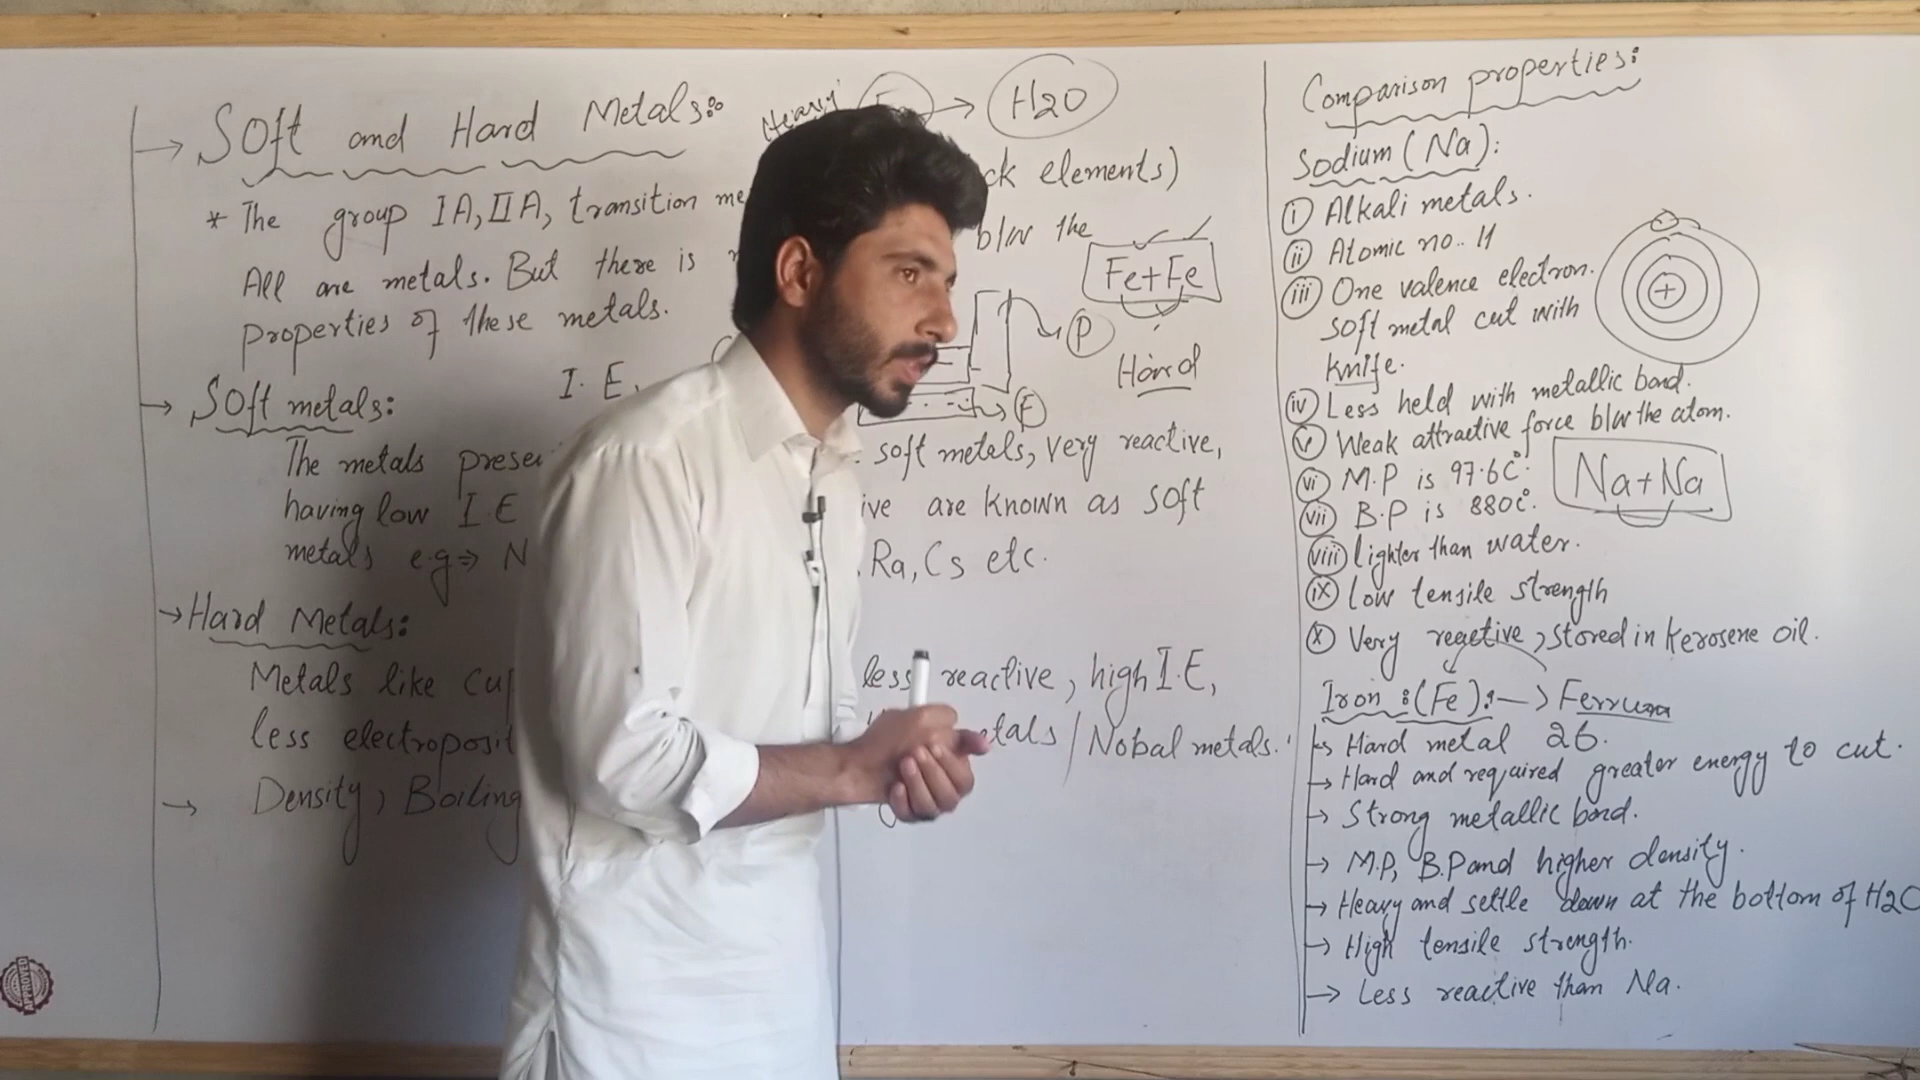 Soft and Hard Metals:
Heavy
H2O
* The group IA, IIA, transition
ck elements)
All are metals. But there is
b/w the
properties of these metals.
Fe+Fe
P
Hard
F
I.E,
Soft metals:
The metals
soft metals, very reactive,
having low I.E
ive are known as soft
metals e.g⇒ N
Ra, Cs etc.
Hard Metals:
Metals like Cu
less reactive, high I.E,
less
etals / Nobal metals.
Density, Boiling
Comparison properties:
Sodium (Na):
i Alkali metals.
ii Atomic no.. 11
iii One valence electron.
soft metal cut with
knife.
+
iv Less held with metallic bond.
v Weak attractive force b/w the atom.
vi M.P is 97.6C°.
vii B.P is 880C°.
Na+Na
viii lighter than water.
ix low tensile strength
x Very reactive, stored in kerosene oil.
Iron :(Fe):→ Ferrum
→ Hard metal 26.
→ Hard and required greater energy to cut.
→ Strong metallic bond.
→ M.P, B.P and higher density.
→ Heavy and settle down at the bottom of H2O
→ High tensile strength.
→ Less reactive than Na.
APPROVED